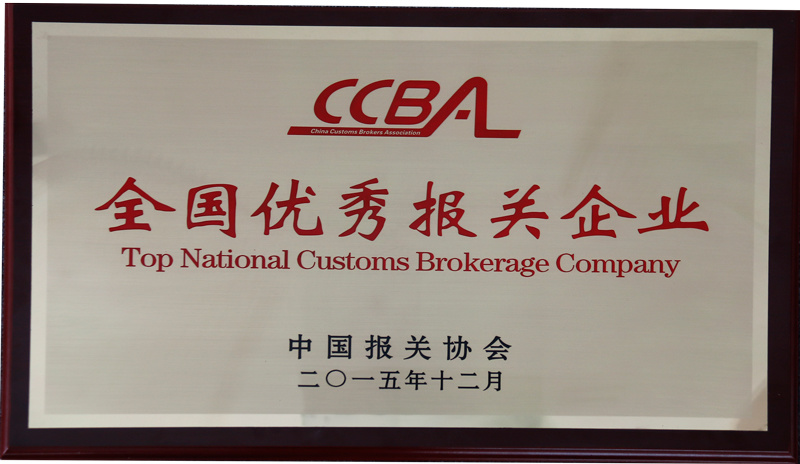 CCBA
China Customs Brokers Association
全国优秀报关企业
Top National Customs Brokerage Company
中国报关协会
二〇一五年十二月